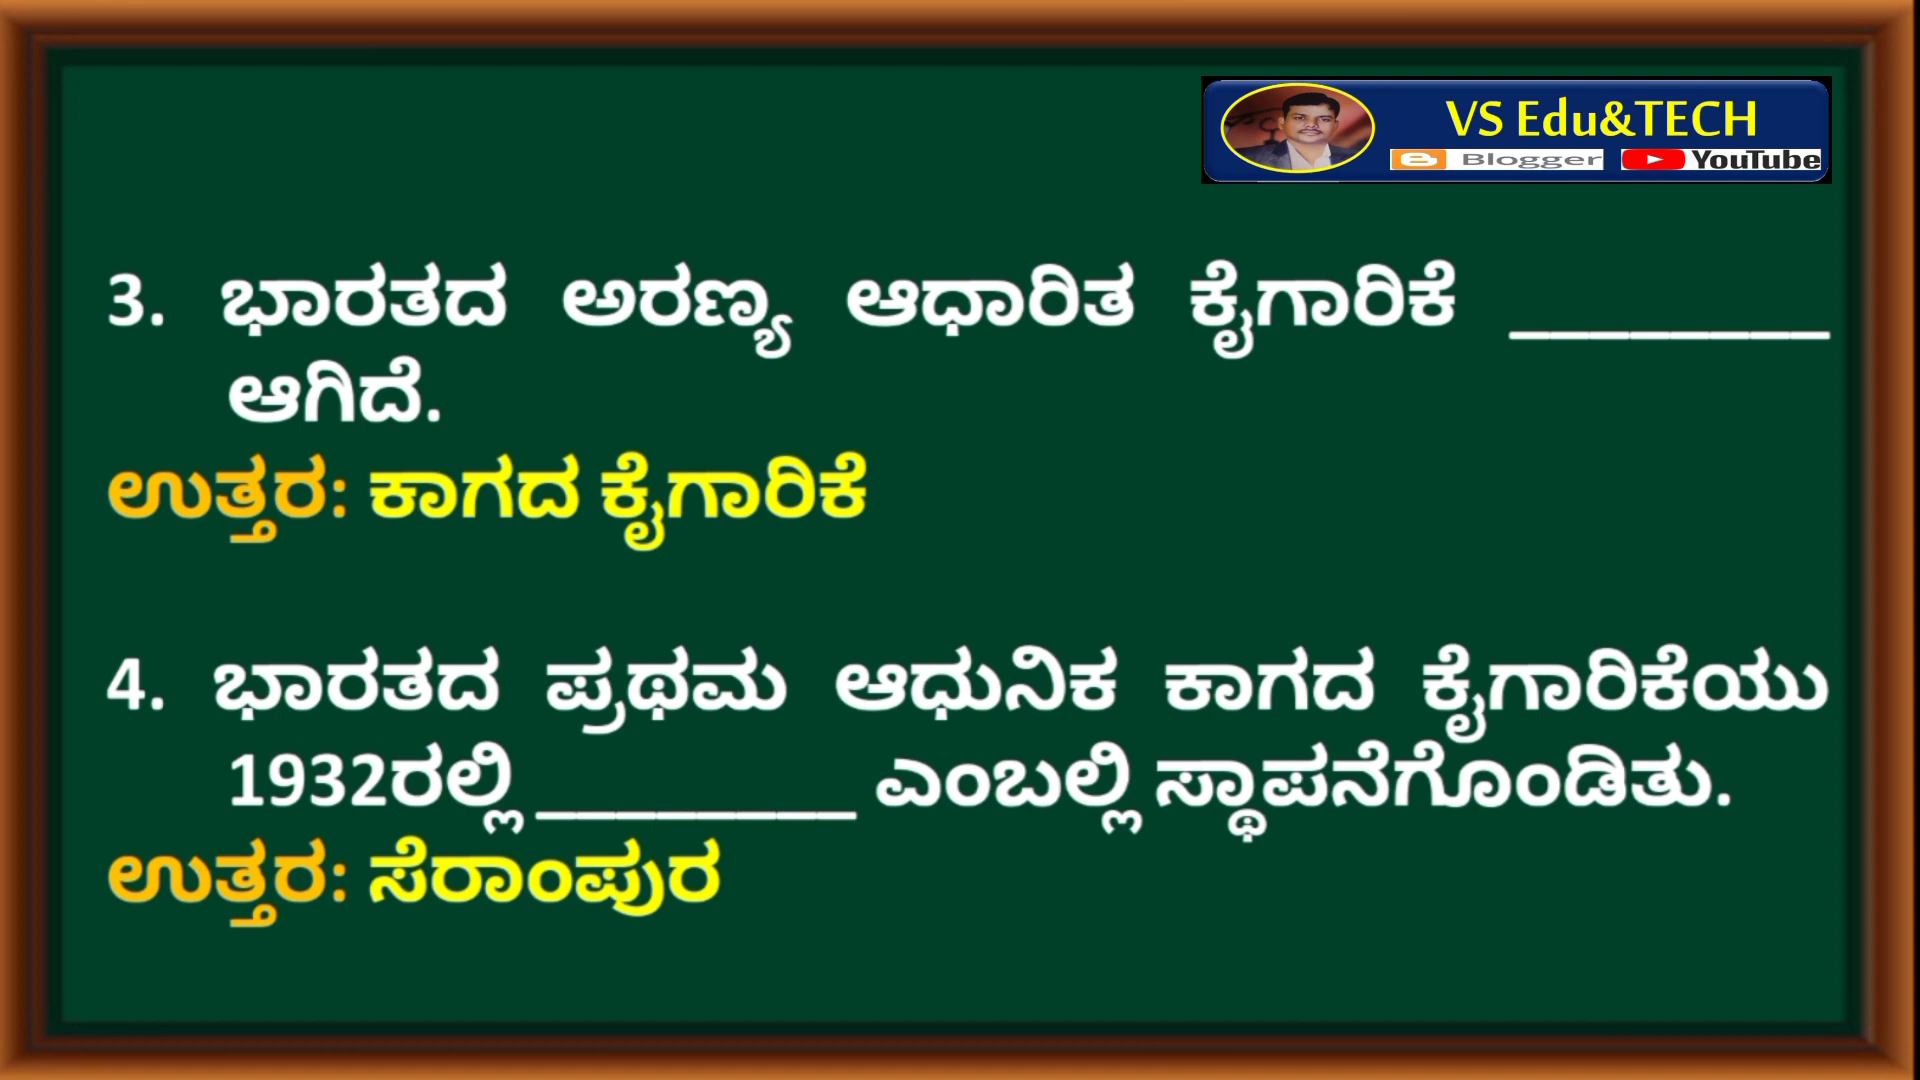 VS Edu&TECH
Blogger YouTube
3. ಭಾರತದ ಅರಣ್ಯ ಆಧಾರಿತ ಕೈಗಾರಿಕೆ ________
ಆಗಿದೆ.
ಉತ್ತರ: ಕಾಗದ ಕೈಗಾರಿಕೆ
4. ಭಾರತದ ಪ್ರಥಮ ಆಧುನಿಕ ಕಾಗದ ಕೈಗಾರಿಕೆಯು
1932ರಲ್ಲಿ ________ ಎಂಬಲ್ಲಿ ಸ್ಥಾಪನೆಗೊಂಡಿತು.
ಉತ್ತರ: ಸೆರಾಂಪುರ